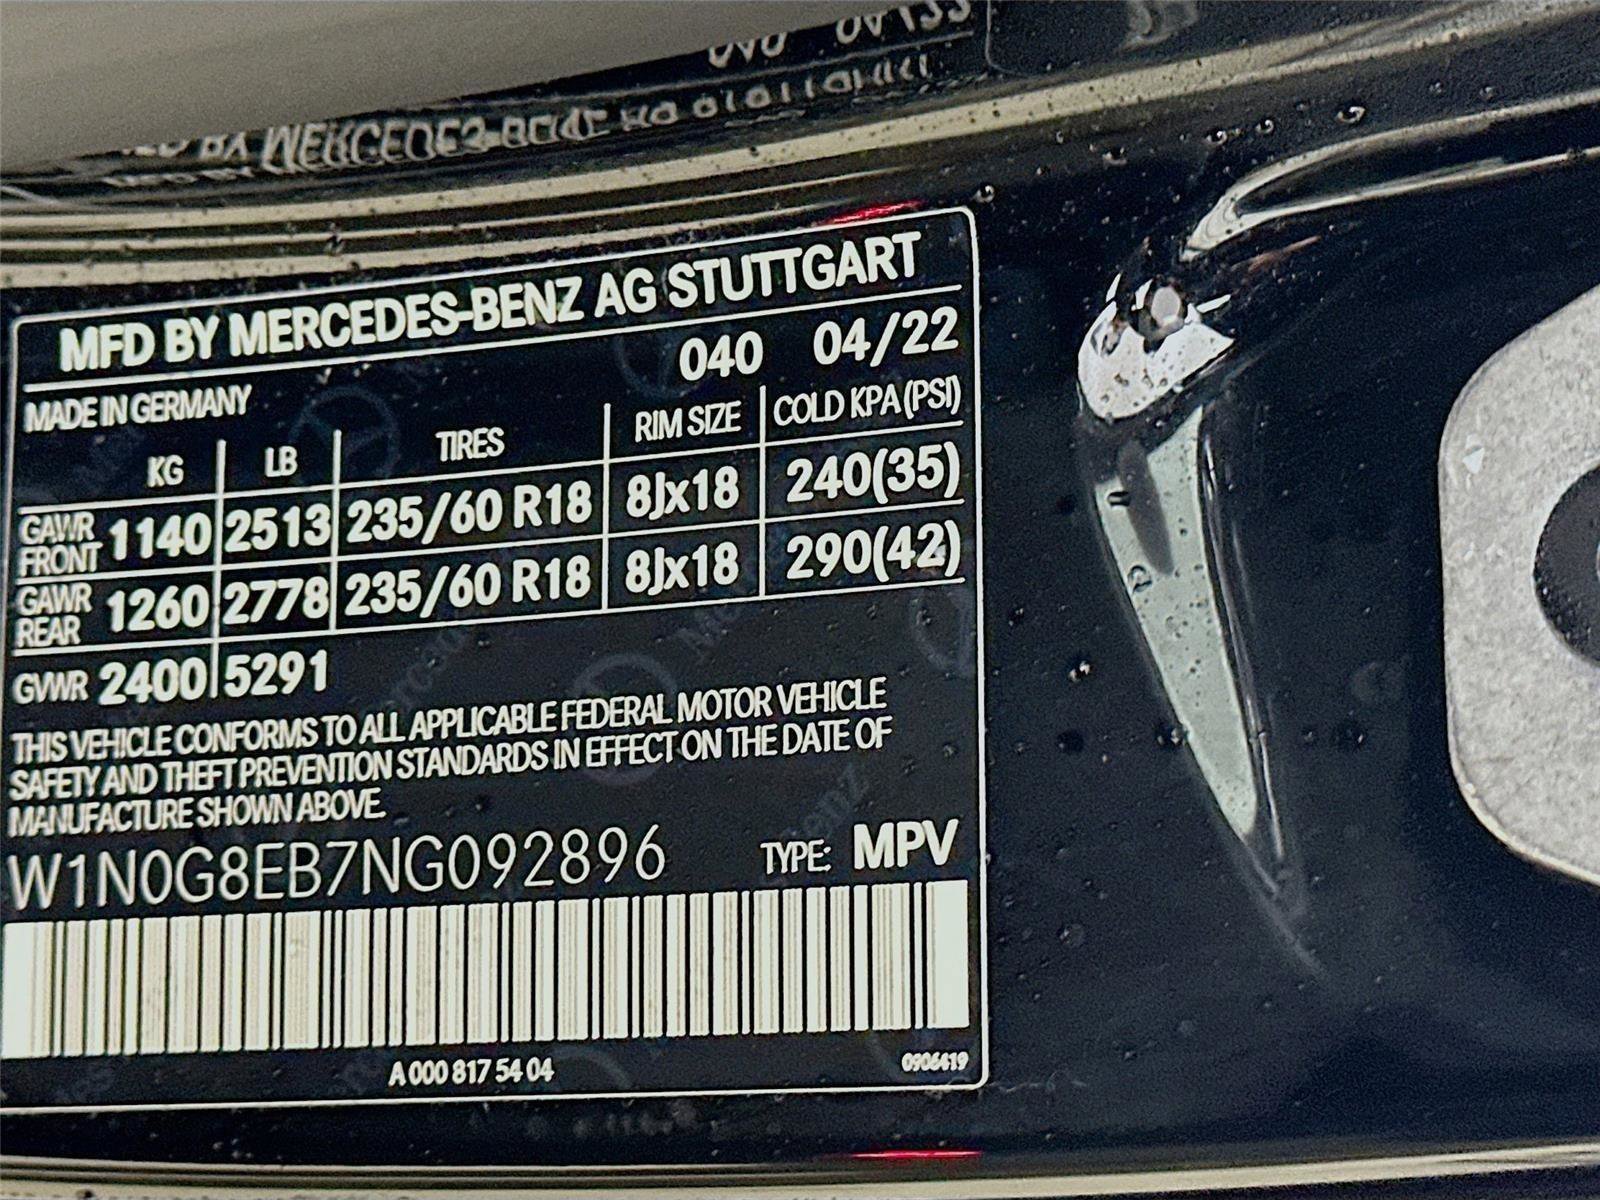 MFD BY MERCEDES-BENZ AG STUTTGART
040 04/22
MADE IN GERMANY
KG LB TIRES RIM SIZE COLD KPA (PSI)
GAWR FRONT 1140 2513 235/60 R18 8Jx18 240(35)
GAWR REAR 1260 2778 235/60 R18 8Jx18 290(42)
GVWR 2400 5291
THIS VEHICLE CONFORMS TO ALL APPLICABLE FEDERAL MOTOR VEHICLE
SAFETY AND THEFT PREVENTION STANDARDS IN EFFECT ON THE DATE OF
MANUFACTURE SHOWN ABOVE.
W1N0G8EB7NG092896 TYPE: MPV
A 000 817 54 04 0906419